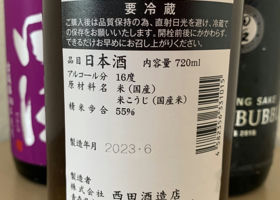 要冷蔵
ご購入後は品質保持の為、直射日光を避け、冷蔵での保存をお願いいたします。開栓前後にかかわらず、できるだけお早めにお召し上がりください。
品目 日本酒 内容量 720ml
アルコール分 16度
原材料名 米(国産)
米こうじ(国産米)
精米歩合 55%
製造年月 2023・6
製造者
株式会社 西田酒造店
NG SAKE
BUBB